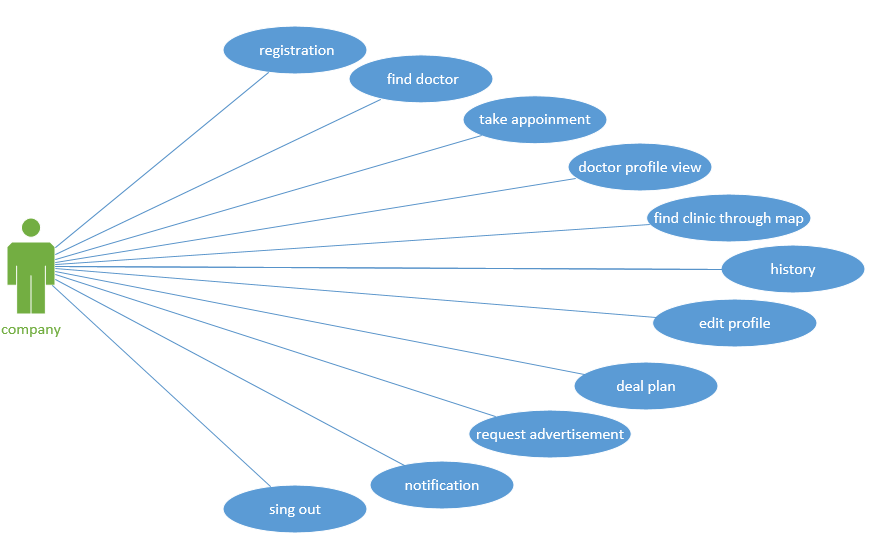 registration
find doctor
take appoinment
doctor profile view
find clinic through map
history
edit profile
company
deal plan
request advertisement
notification
sing out